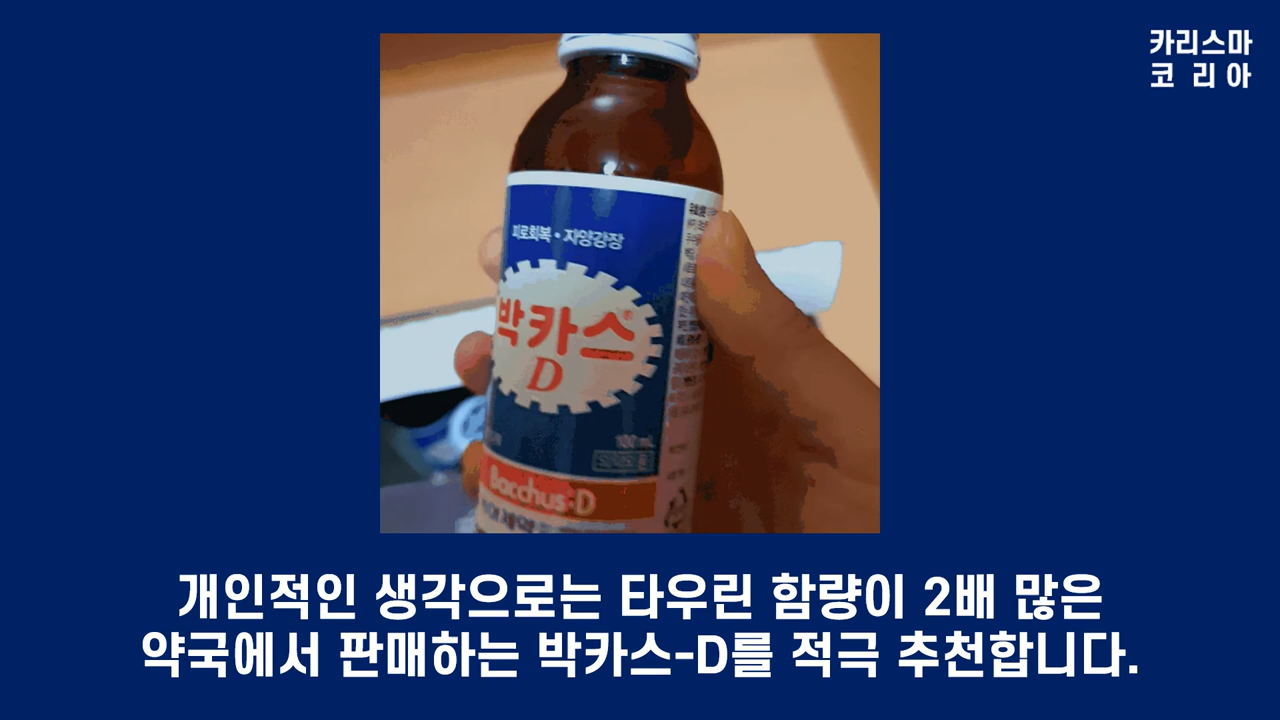 카리스마
코리아
피로회복·자양강장
박카스
D
100 mL
Bacchus·D
개인적인 생각으로는 타우린 함량이 2배 많은
약국에서 판매하는 박카스-D를 적극 추천합니다.